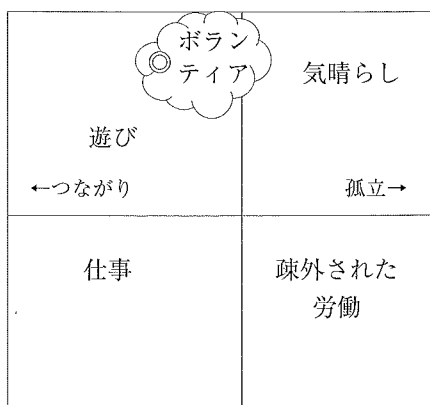 ボラン
◎ティア
気晴らし
遊び
←つながり
孤立→
仕事
疎外された
労働